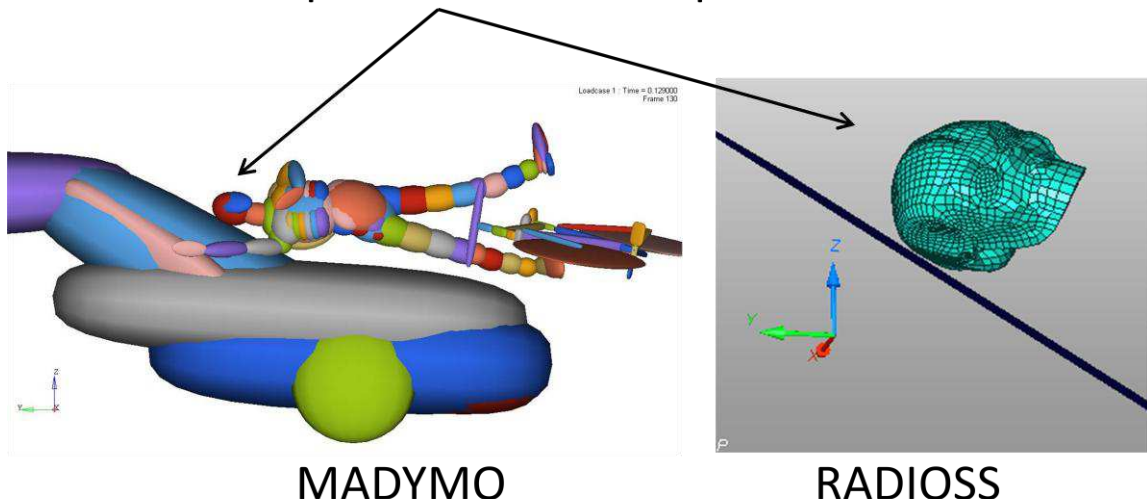 Loadcase 1 : Time = 0.129000
Frame 130
Z
Y
X
Z
Y
X
P
MADYMO
RADIOSS